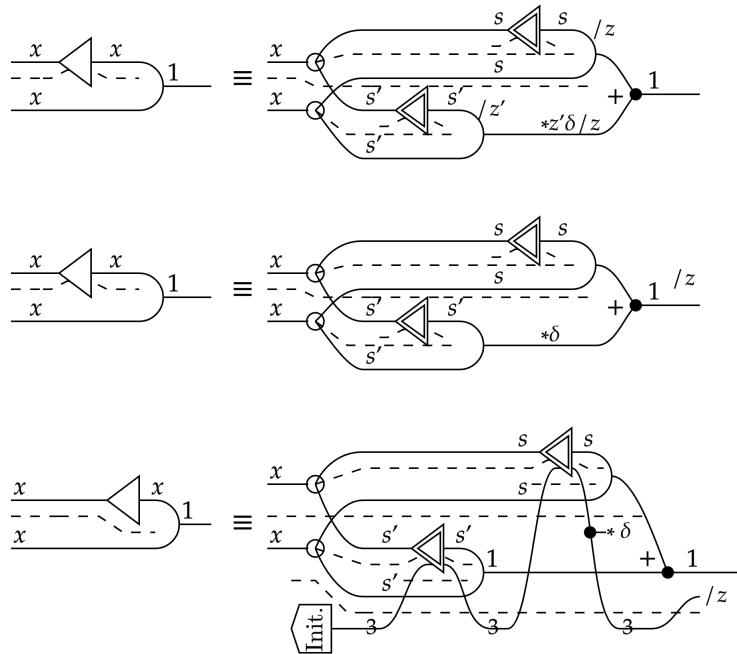 x x 1 ≡ x s s /z
x x s s′ s′ /z′ + 1
s′ *z′δ/z
x x 1 ≡ s s 1 /z
x s s′ s′ +
s′ *δ
x x 1 ≡ x s s
x x s s′ s′ 1 * δ + 1
s′ /z
Init. 3 3 3